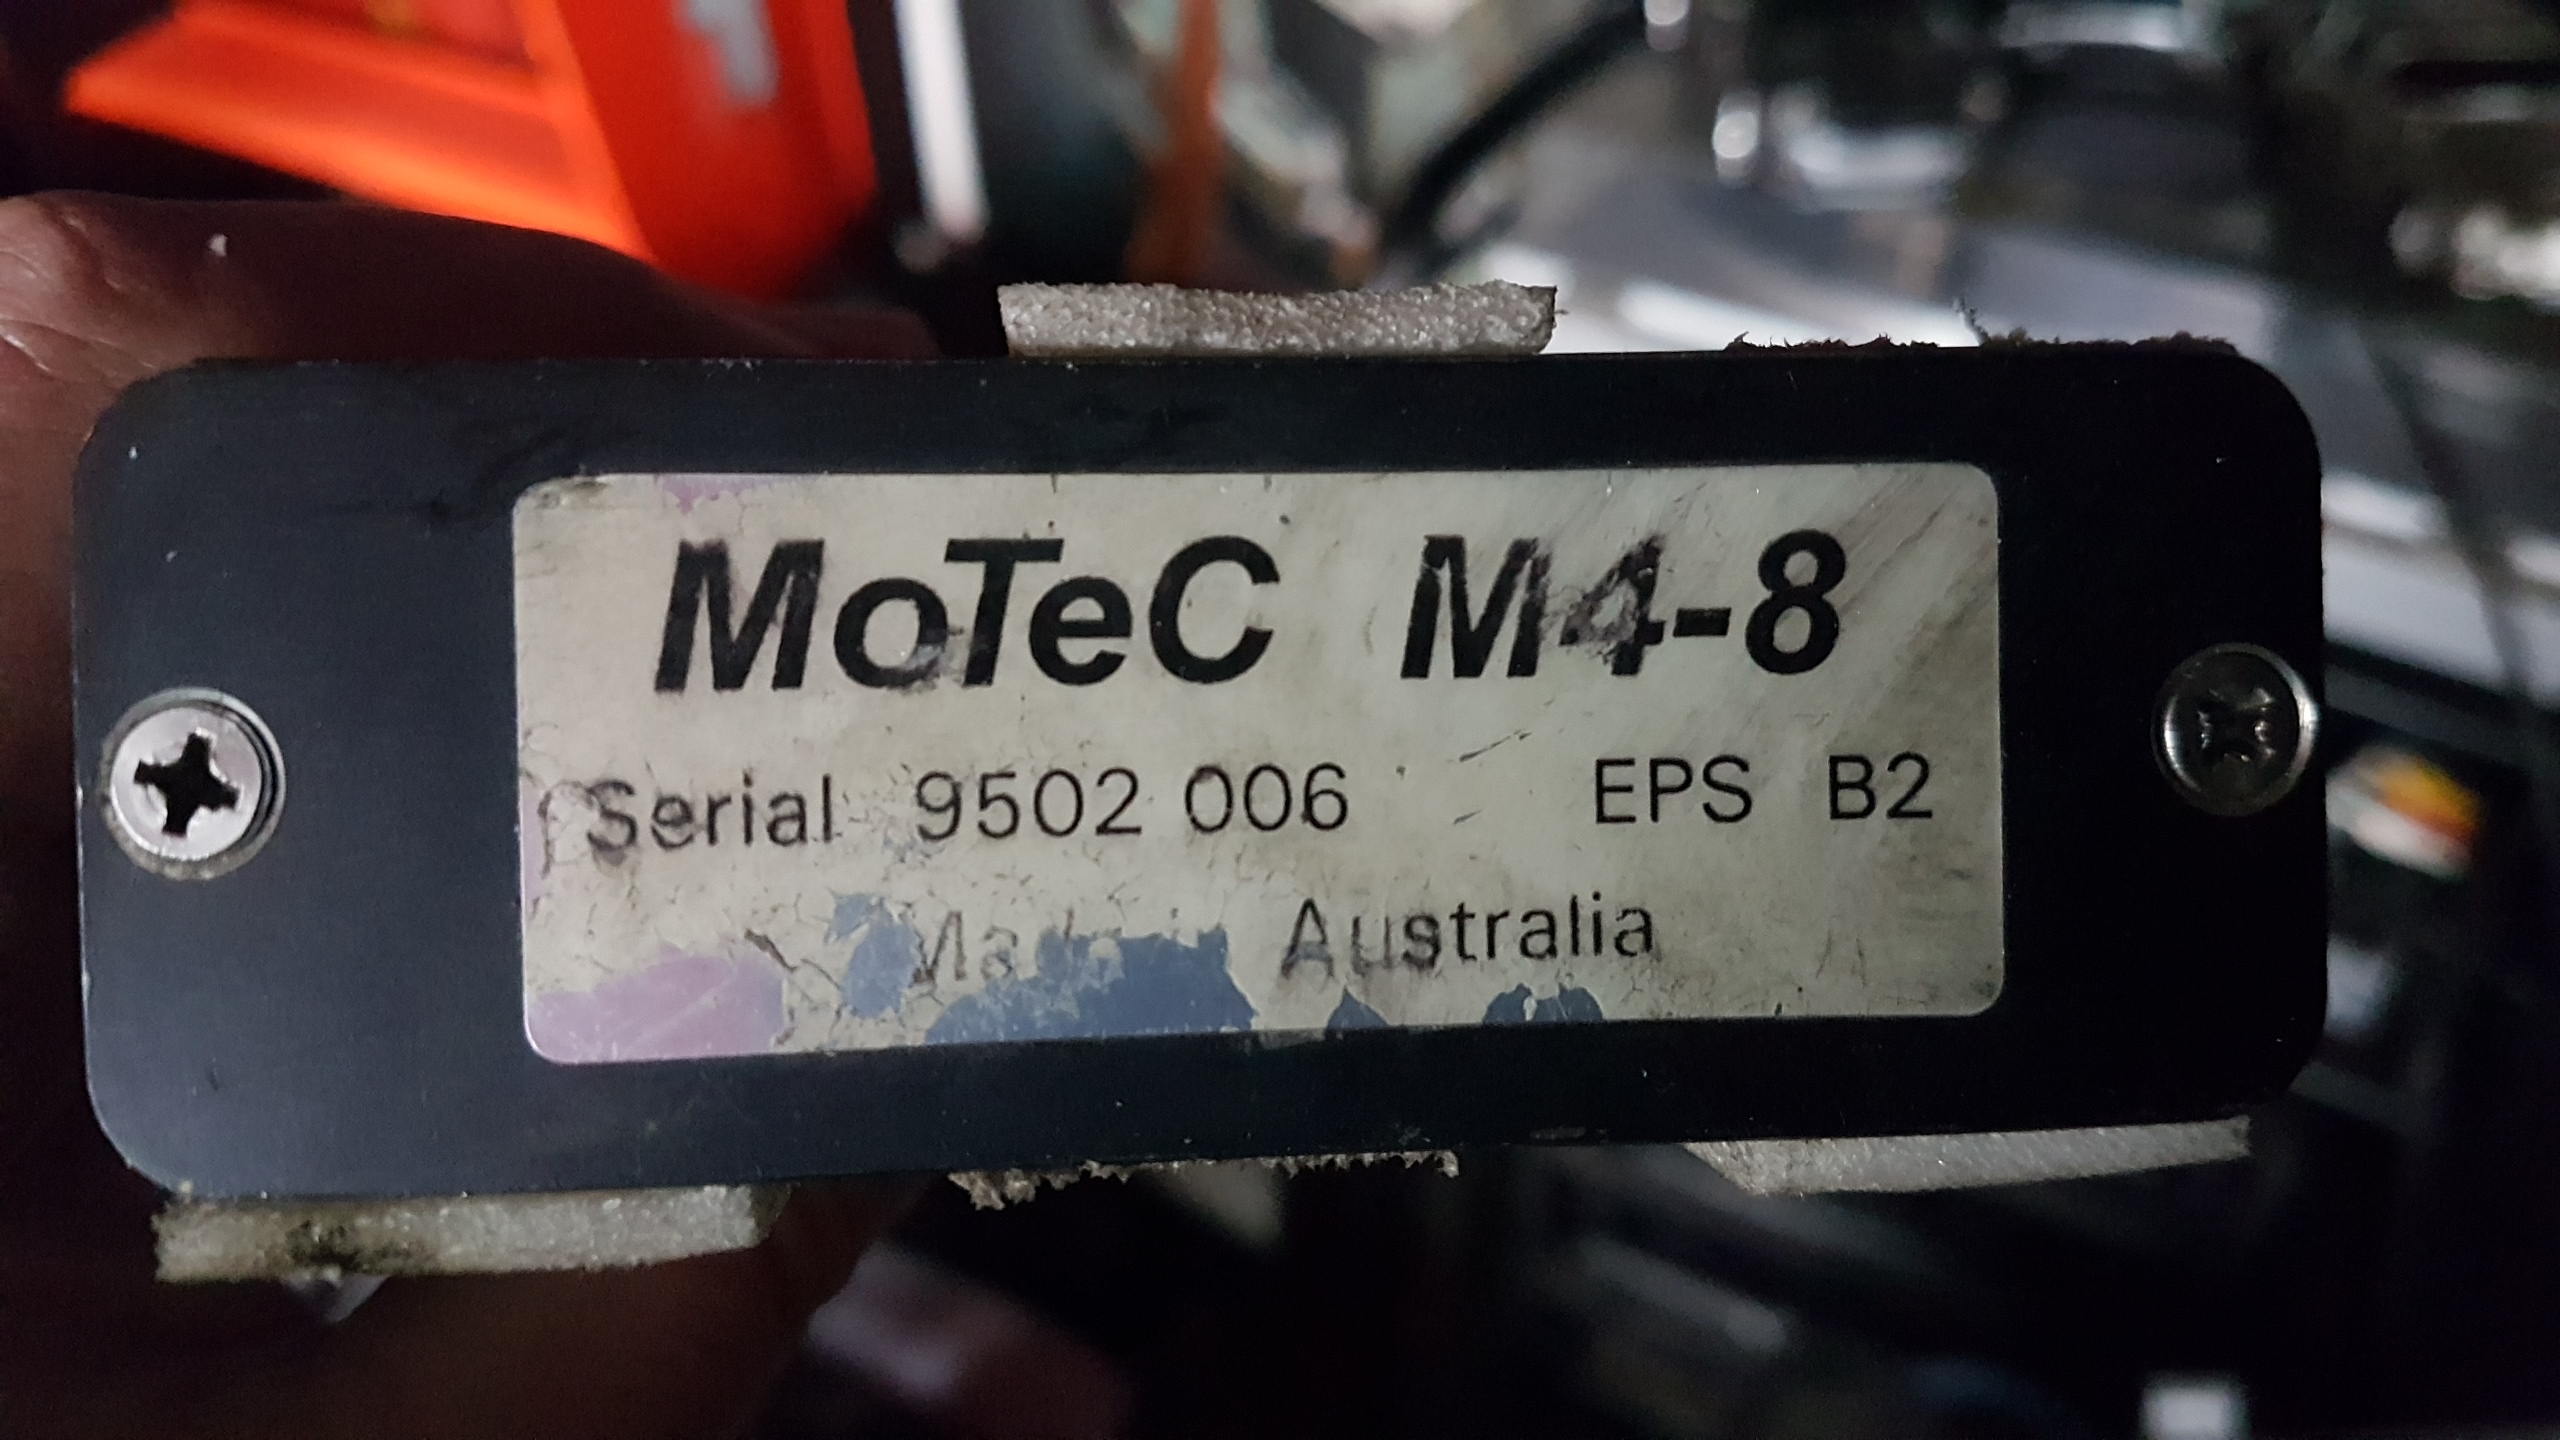 MoTeC M4-8
Serial 9502 006 EPS B2
Australia